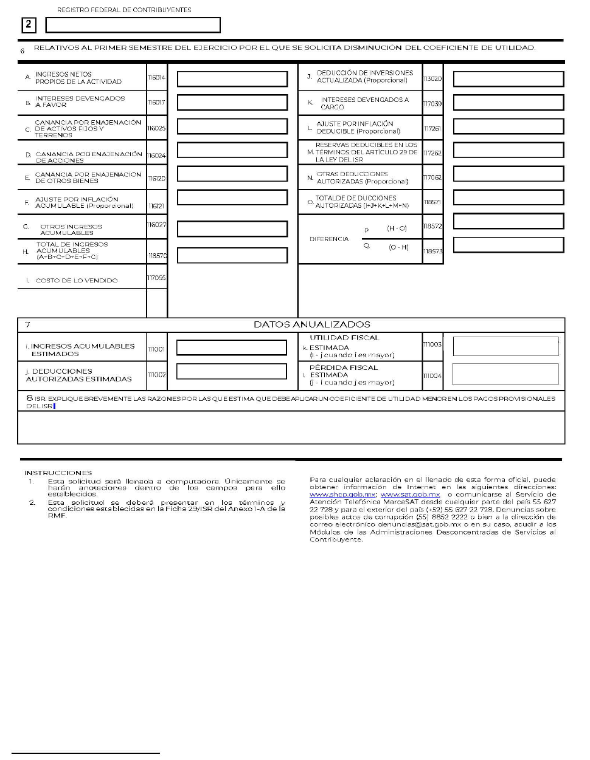 REGISTRO FEDERAL DE CONTRIBUYENTES
2
6. RELATIVOS AL PRIMER SEMESTRE DEL EJERCICIO POR EL QUE SE SOLICITA DISMINUCIÓN DEL COEFICIENTE DE UTILIDAD.
A. INGRESOS NETOS
PROPIOS DE LA ACTIVIDAD
116014
B. INTERESES DEVENGADOS
A FAVOR
116017
GANANCIA POR ENAJENACIÓN
C. DE ACTIVOS FIJOS Y
TERRENOS
116025
D. GANANCIA POR ENAJENACIÓN
DE ACCIONES
116024
E. GANANCIA POR ENAJENACIÓN
DE OTROS BIENES
116120
F. AJUSTE POR INFLACIÓN
ACUMULABLE (Proporcional)
116121
G. OTROS INGRESOS
ACUMULABLES
116027
TOTAL DE INGRESOS
H. ACUMULABLES
(A+B+C+D+E+F+G)
118570
I. COSTO DE LO VENDIDO
117055
J. DEDUCCIÓN DE INVERSIONES
ACTUALIZADA (Proporcional)
113020
K. INTERESES DEVENGADOS A
CARGO
117039
L. AJUSTE POR INFLACIÓN
DEDUCIBLE (Proporcional)
117261
RESERVAS DEDUCIBLES EN LOS
M. TÉRMINOS DEL ARTÍCULO 29 DE
LA LEY DEL ISR
117262
N. OTRAS DEDUCCIONES
AUTORIZADAS (Proporcional)
117062
O. TOTAL DE DEDUCCIONES
AUTORIZADAS (I+J+K+L+M+N)
118571
DIFERENCIA
P. (H - O)
118572
Q. (O - H)
118573
7 DATOS ANUALIZADOS
i. INGRESOS ACUMULABLES
ESTIMADOS
111001
j. DEDUCCIONES
AUTORIZADAS ESTIMADAS
111002
UTILIDAD FISCAL
k. ESTIMADA
(i - j cuando i es mayor)
111003
PÉRDIDA FISCAL
l. ESTIMADA
(j - i cuando j es mayor)
111004
8. ISR. EXPLIQUE BREVEMENTE LAS RAZONES POR LAS QUE ESTIMA QUE DEBE APLICAR UN COEFICIENTE DE UTILIDAD MENOR EN LOS PAGOS PROVISIONALES
DEL ISR
INSTRUCCIONES
1. Esta solicitud será llenada a computadora. Únicamente se
harán anotaciones dentro de los campos para ello
establecidos.
2. Esta solicitud se deberá presentar en los términos y
condiciones establecidas en la Ficha 29/ISR del Anexo 1-A de la
RMF.
Para cualquier aclaración en el llenado de esta forma oficial, puede
obtener información de Internet en las siguientes direcciones:
www.shcp.gob.mx; www.sat.gob.mx o comunicarse al Servicio de
Atención Telefónica MarcaSAT desde cualquier parte del país 55 627
22 728 y para el exterior del país (+52) 55 627 22 728. Denuncias sobre
posibles actos de corrupción (55) 8852 2222 o bien a la dirección de
correo electrónico denuncias@sat.gob.mx o en su caso, acudir a los
Módulos de las Administraciones Desconcentradas de Servicios al
Contribuyente.